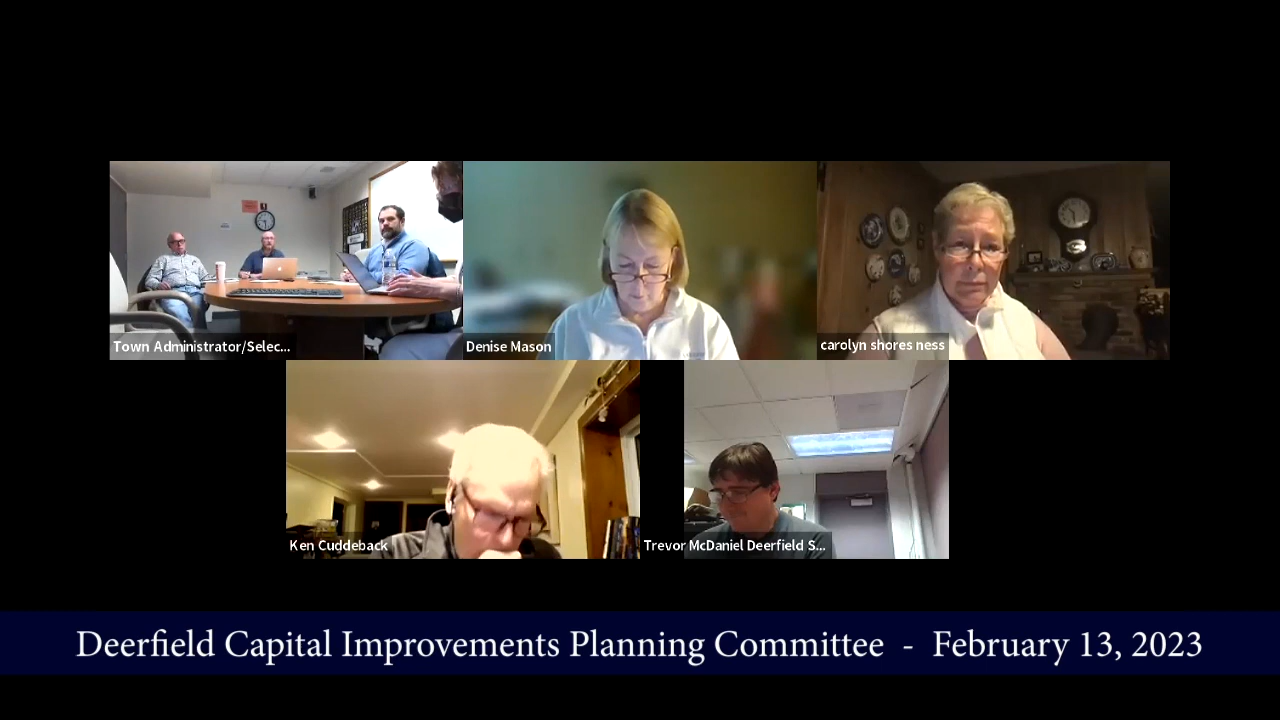 Town Administrator/Selec...
Denise Mason
carolyn shores ness
Ken Cuddeback
Trevor McDaniel Deerfield S...
Deerfield Capital Improvements Planning Committee - February 13, 2023